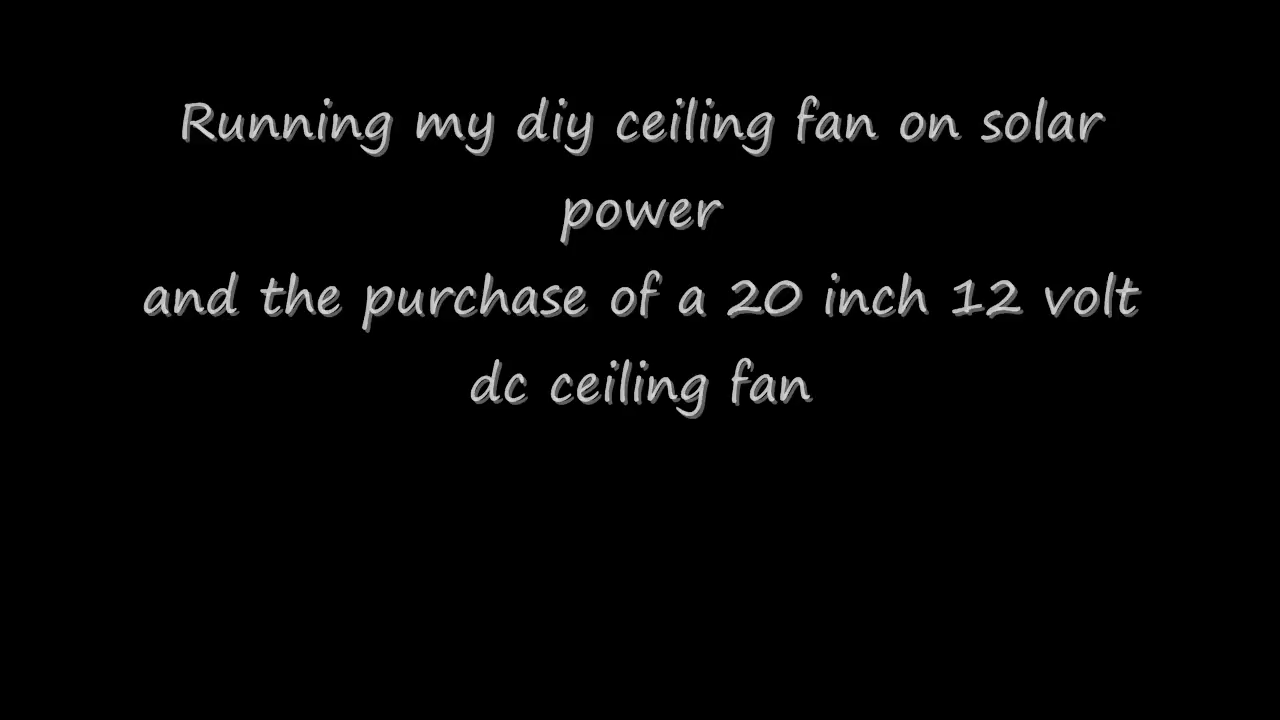 Running my diy ceiling fan on solar
power
and the purchase of a 20 inch 12 volt
dc ceiling fan